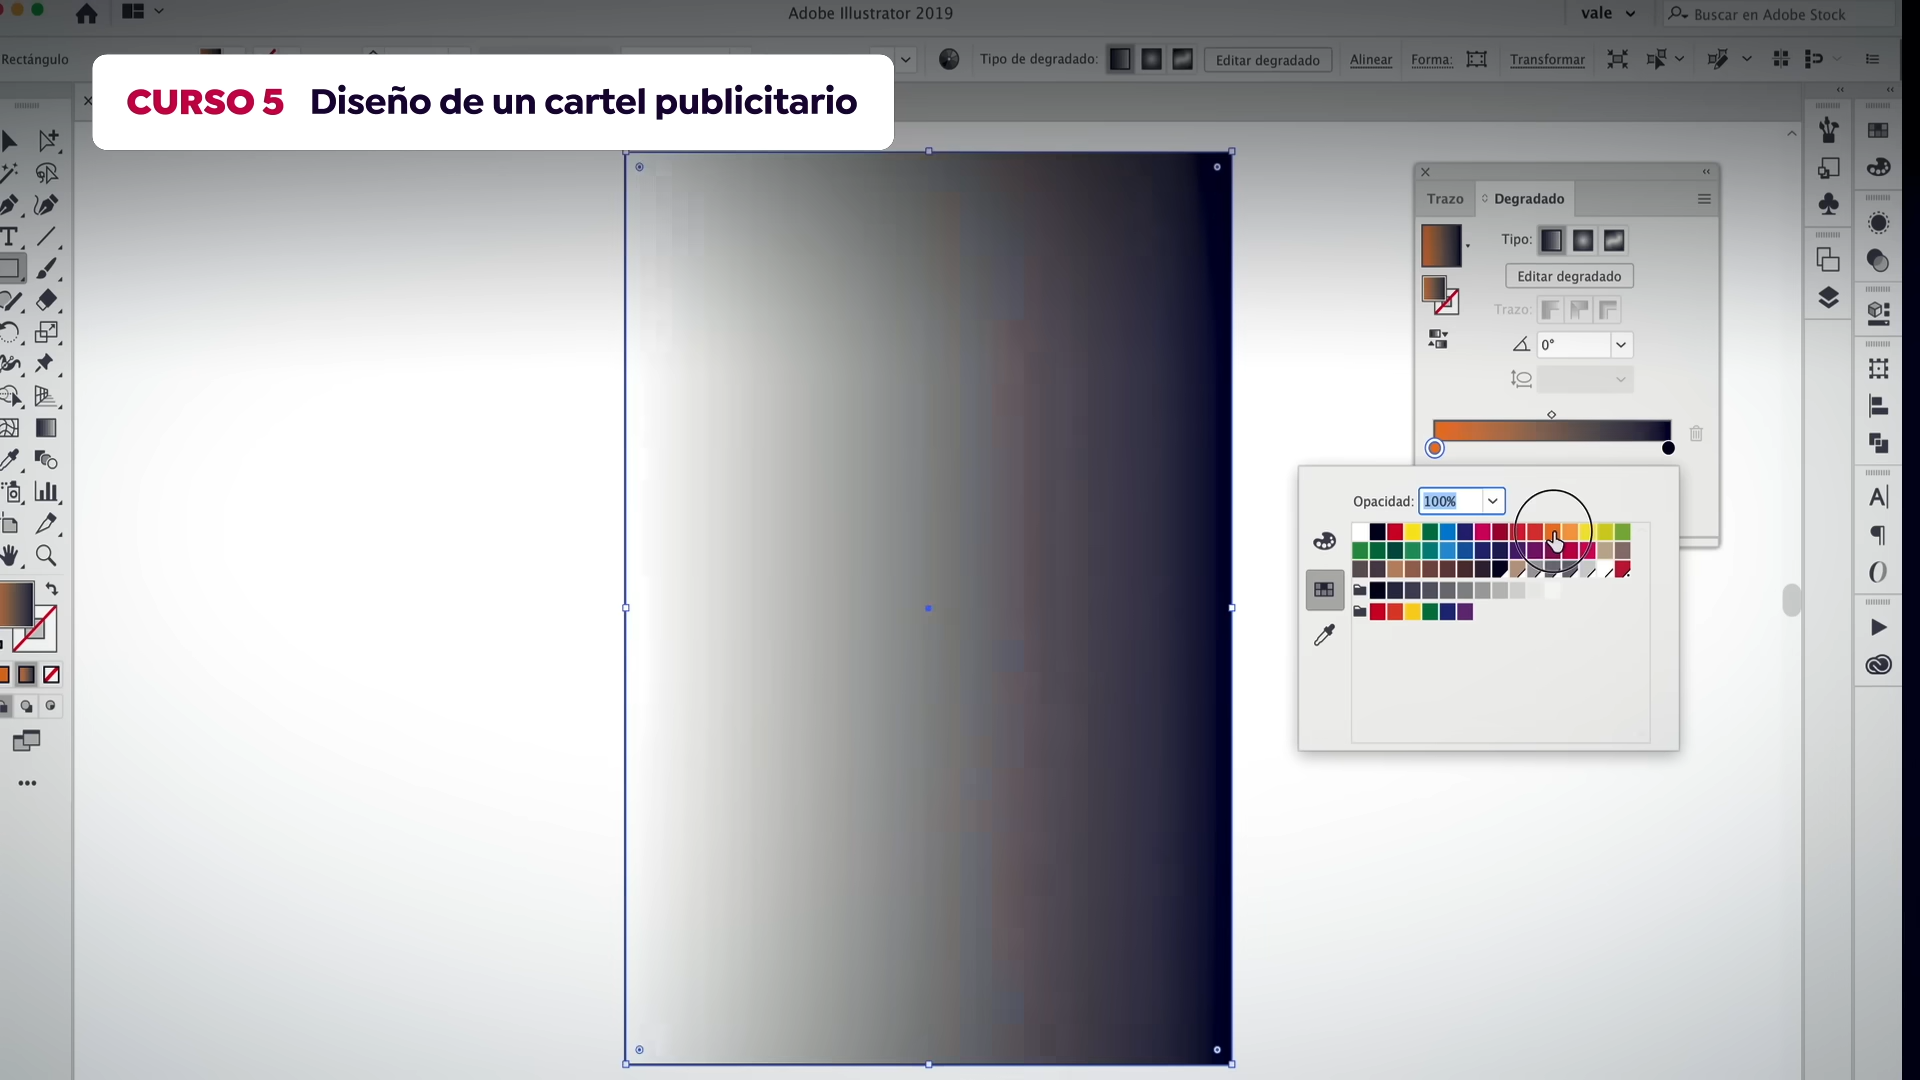 Adobe Illustrator 2019
vale
Buscar en Adobe Stock
Rectángulo
Tipo de degradado:
Editar degradado
Alinear
Forma:
Transformar
CURSO 5 Diseño de un cartel publicitario
Trazo
Degradado
Tipo:
Editar degradado
Trazo:
0°
Opacidad:
100%